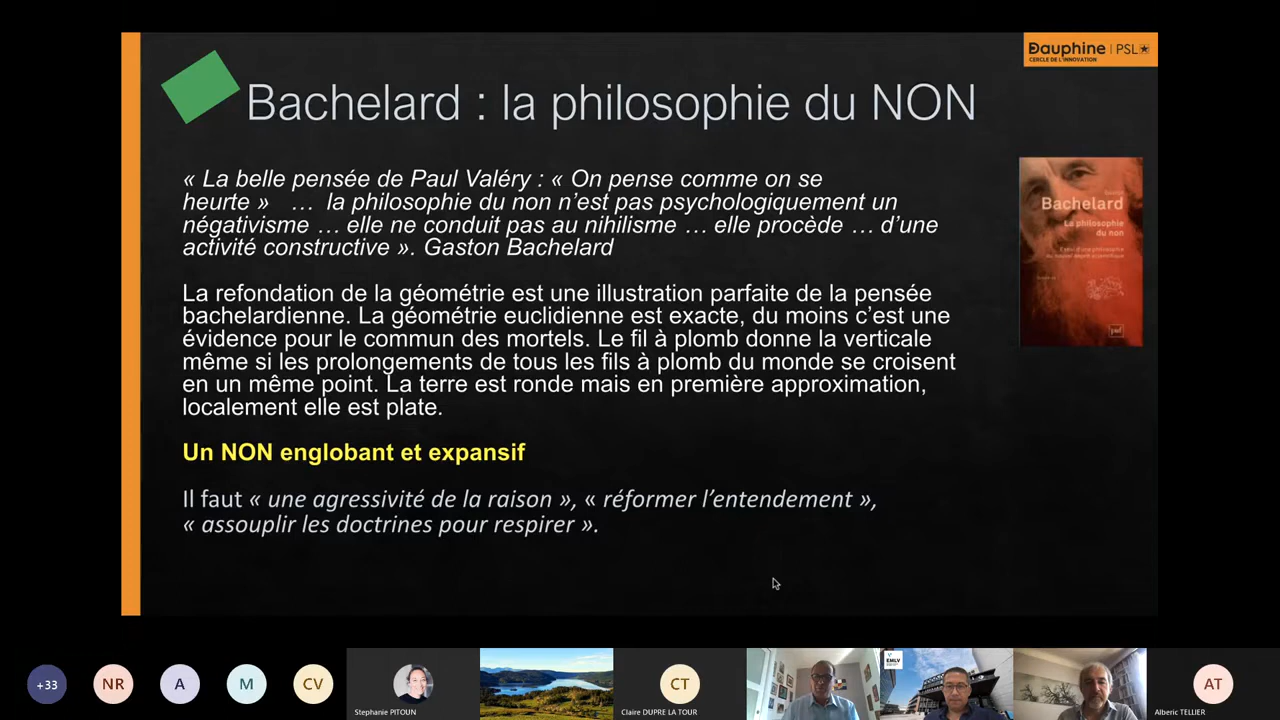 Dauphine | PSL★
CERCLE DE L'INNOVATION
Bachelard : la philosophie du NON
« La belle pensée de Paul Valéry : « On pense comme on se
heurte » … la philosophie du non n'est pas psychologiquement un
négativisme … elle ne conduit pas au nihilisme … elle procède … d'une
activité constructive ». Gaston Bachelard
La refondation de la géométrie est une illustration parfaite de la pensée
bachelardienne. La géométrie euclidienne est exacte, du moins c'est une
évidence pour le commun des mortels. Le fil à plomb donne la verticale
même si les prolongements de tous les fils à plomb du monde se croisent
en un même point. La terre est ronde mais en première approximation,
localement elle est plate.
Un NON englobant et expansif
Il faut « une agressivité de la raison », « réformer l'entendement »,
« assouplir les doctrines pour respirer ».
Bachelard
La philosophie
du non
puf
+33
NR
A
M
CV
Stephanie PITOUN
CT
Claire DUPRE LA TOUR
EMLV
AT
Alberic TELLIER